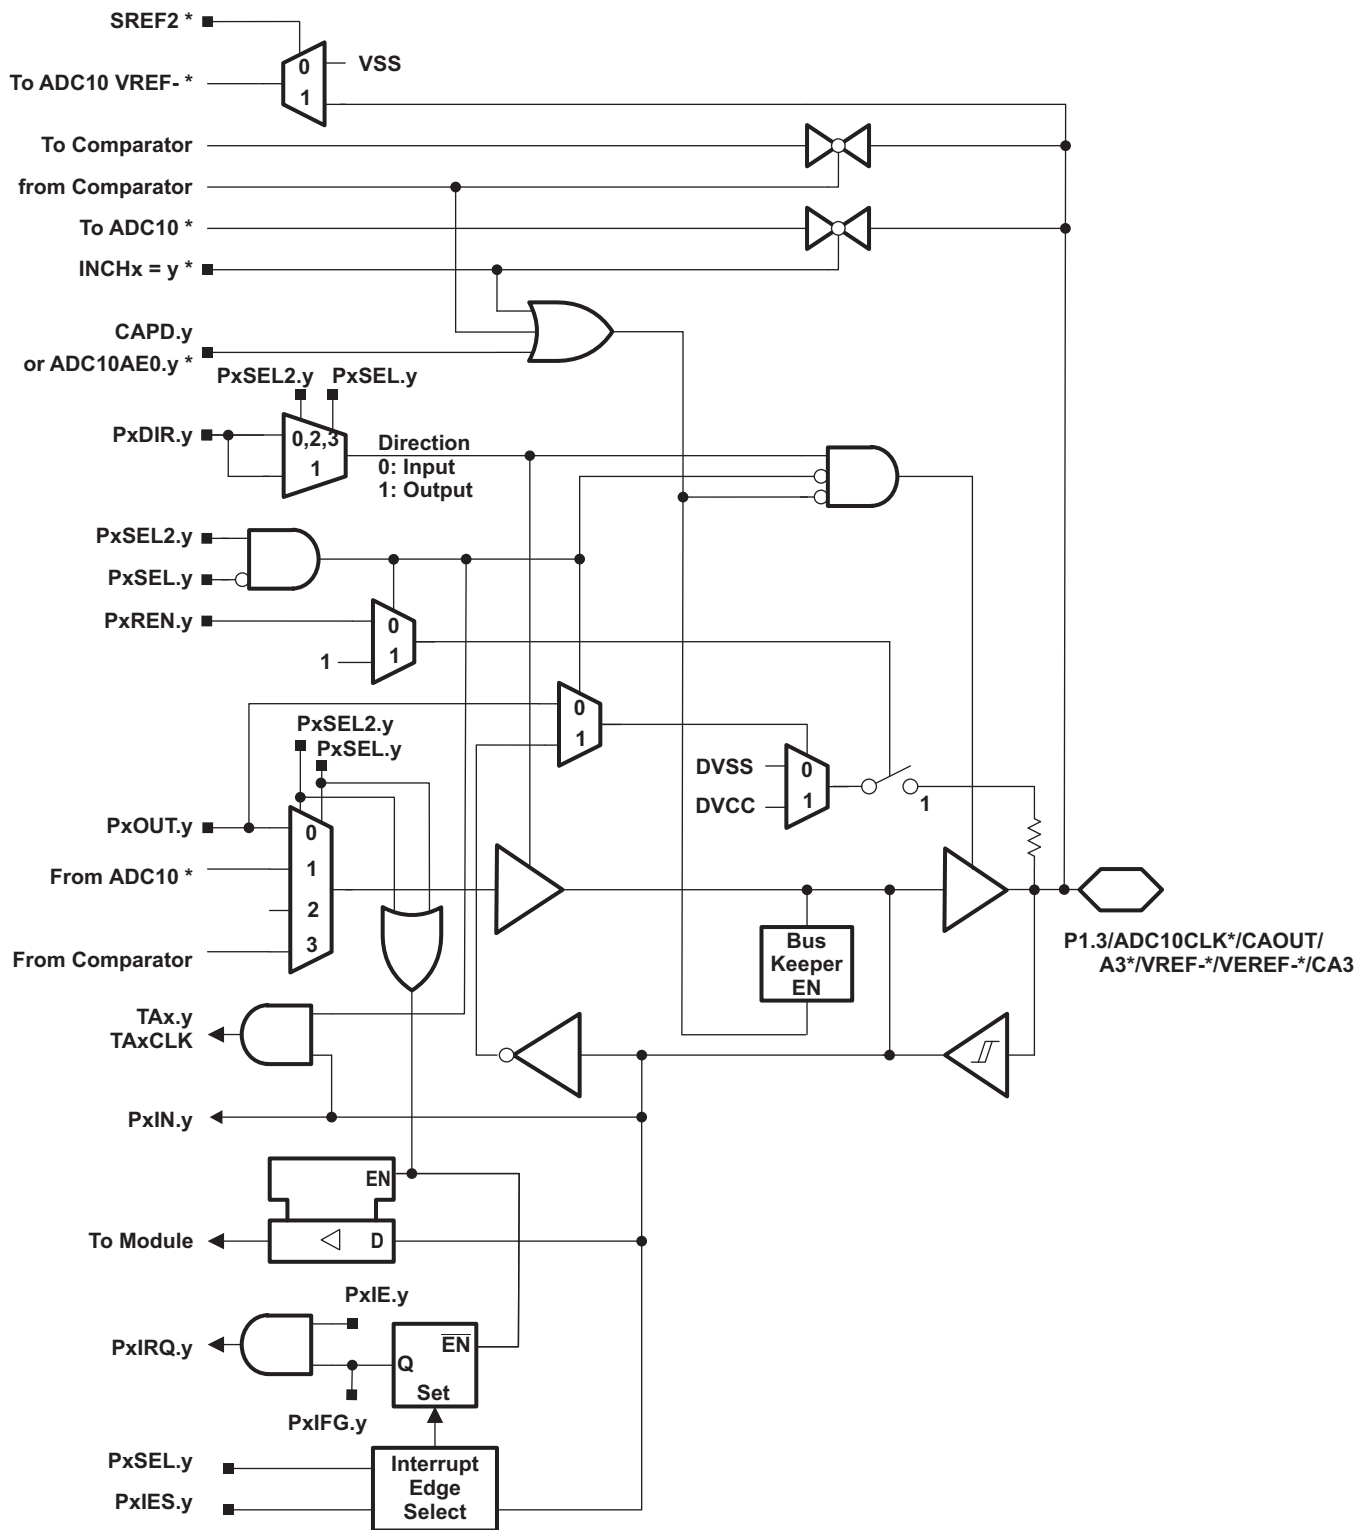 SREF2 *
0
VSS
To ADC10 VREF- *
1
To Comparator
from Comparator
To ADC10 *
INCHx = y *
CAPD.y
or ADC10AE0.y *
PxSEL2.y
PxSEL.y
PxDIR.y
0,2,3
1
Direction
0: Input
1: Output
PxSEL2.y
PxSEL.y
PxREN.y
0
1
1
0
1
PxSEL2.y
PxSEL.y
DVSS
0
DVCC
1
1
PxOUT.y
0
From ADC10 *
1
2
From Comparator
3
Bus
Keeper
EN
P1.3/ADC10CLK*/CAOUT/
A3*/VREF-*/VEREF-*/CA3
TAx.y
TAxCLK
PxIN.y
EN
To Module
D
PxIE.y
PxIRQ.y
EN
Q
Set
PxIFG.y
PxSEL.y
PxIES.y
Interrupt
Edge
Select